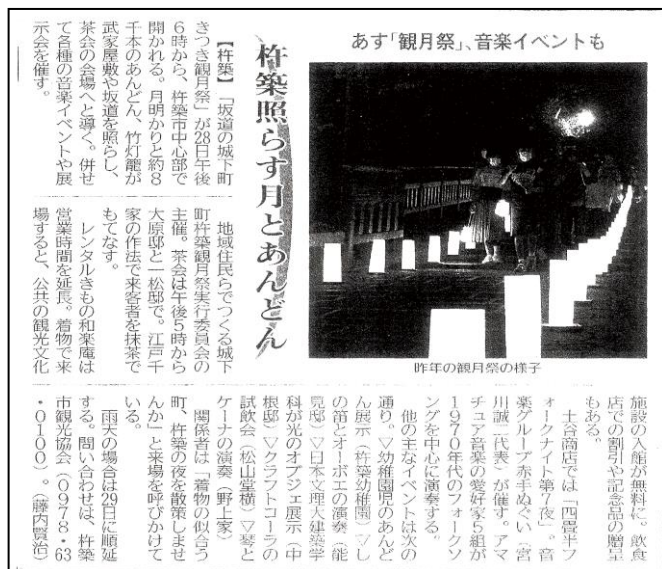 あす「観月祭」、音楽イベントも
杵築照らす月とあんどん
昨年の観月祭の様子
【杵築】「坂道の城下町
きつき観月祭」が28日午後
6時から、杵築市中心部で
開かれる。月明かりと約8
千本のあんどん、竹灯籠が
武家屋敷や坂道を照らし、
茶会の会場へと導く。併せ
て各種の音楽イベントや展
示会を催す。
地域住民らでつくる城下
町杵築観月祭実行委員会の
主催。茶会は午後5時から
大原邸と一松邸で。江戸千
家の作法で来客者を抹茶で
もてなす。
レンタルきもの和楽庵は
営業時間を延長。着物で来
場すると、公共の観光文化
施設の入館が無料に。飲食
店での割引や記念品の贈呈
もある。
土谷商店では「四畳半フ
ォークナイト第7夜」。音
楽グループ赤手ぬぐい(宮
川誠一代表)が催す。アマ
チュア音楽の愛好家5組が
1970年代のフォークソ
ングを中心に演奏する。
他の主なイベントは次の
通り。▽幼稚園児のあんど
ん展示(杵築幼稚園)▽し
の笛とオーボエの演奏(能
見邸)▽日本文理大建築学
科が光のオブジェ展示(中
根邸)▽クラフトコーラの
試飲会(松山堂横)▽琴と
ケーナの演奏(野上家)
関係者は「着物の似合う
町、杵築の夜を散策しませ
んか」と来場を呼びかけて
いる。
雨天の場合は29日に順延
する。問い合わせは、杵築
市観光協会(0978・63
・0100)。(藤内賢治)